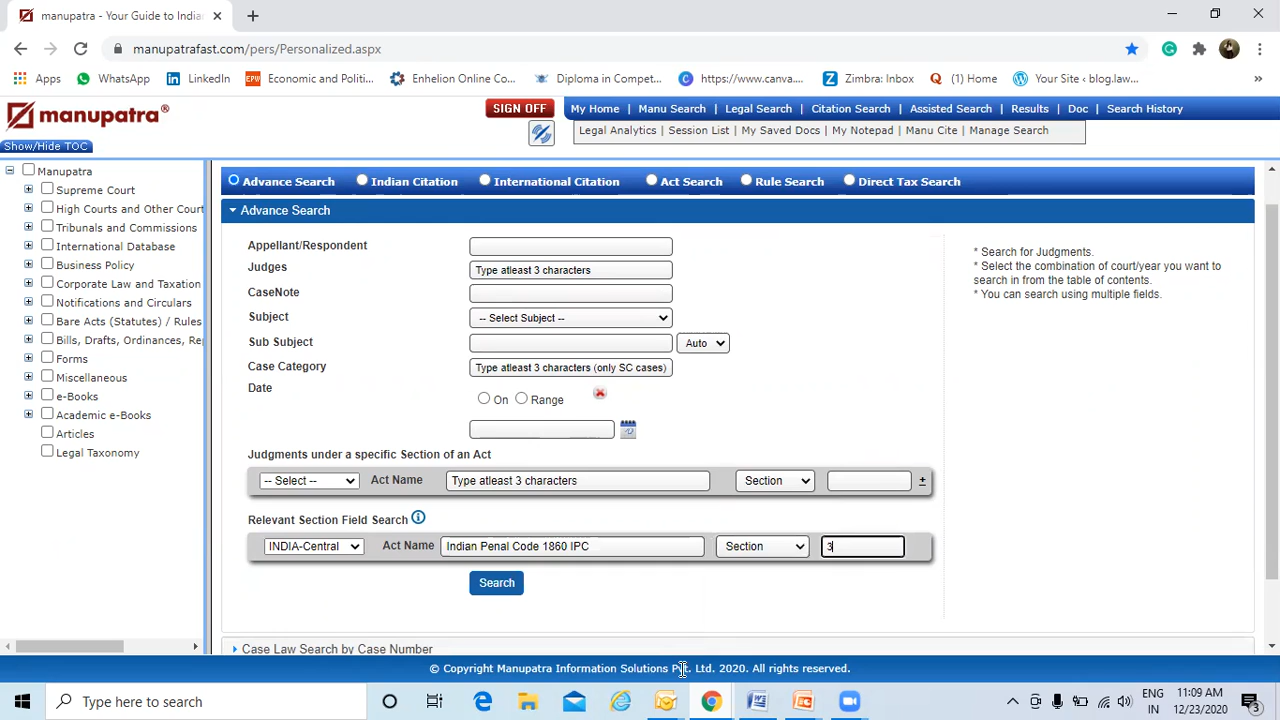 manupatra - Your Guide to India
manupatrafast.com/pers/Personalized.aspx
Apps WhatsApp LinkedIn Economic and Politi... Enhelion Online Co... Diploma in Compet... https://www.canva.... Zimbra: Inbox (1) Home Your Site ‹ blog.law...
manupatra® SIGN OFF My Home | Manu Search | Legal Search | Citation Search | Assisted Search | Results | Doc | Search History
Legal Analytics | Session List | My Saved Docs | My Notepad | Manu Cite | Manage Search
Show/Hide TOC
Manupatra
Supreme Court
High Courts and Other Court
Tribunals and Commissions
International Database
Business Policy
Corporate Law and Taxation
Notifications and Circulars
Bare Acts (Statutes) / Rules
Bills, Drafts, Ordinances, Re
Forms
Miscellaneous
e-Books
Academic e-Books
Articles
Legal Taxonomy
Advance Search Indian Citation International Citation Act Search Rule Search Direct Tax Search
Advance Search
Appellant/Respondent
Judges Type atleast 3 characters
CaseNote
Subject -- Select Subject --
Sub Subject Auto
Case Category Type atleast 3 characters (only SC cases)
Date
On Range
Judgments under a specific Section of an Act
-- Select -- Act Name Type atleast 3 characters Section ±
Relevant Section Field Search
INDIA-Central Act Name Indian Penal Code 1860 IPC Section 3
Search
* Search for Judgments.
* Select the combination of court/year you want to
search in from the table of contents.
* You can search using multiple fields.
Case Law Search by Case Number
© Copyright Manupatra Information Solutions Pvt. Ltd. 2020. All rights reserved.
Type here to search
ENG
IN
11:09 AM
12/23/2020
3